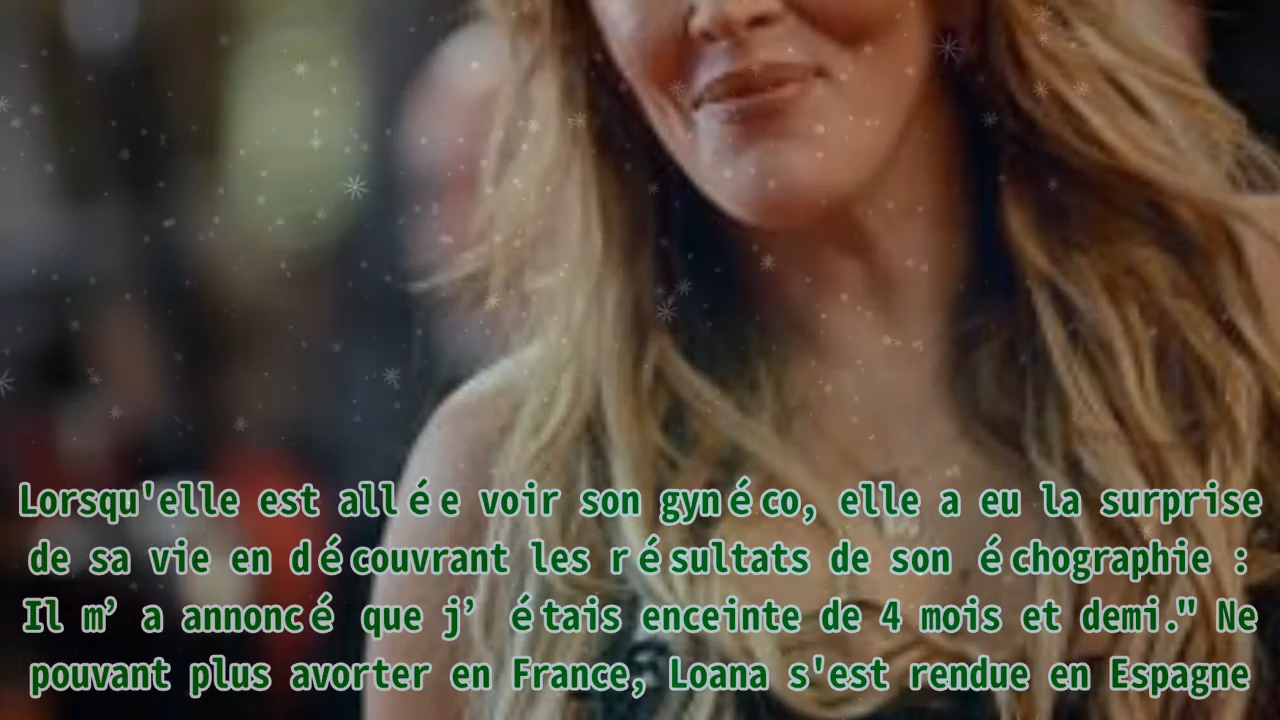 Lorsqu'elle est allée voir son gynéco, elle a eu la surprise
de sa vie en découvrant les résultats de son échographie :
Il m’ a annoncé que j’ étais enceinte de 4 mois et demi." Ne
pouvant plus avorter en France, Loana s'est rendue en Espagne